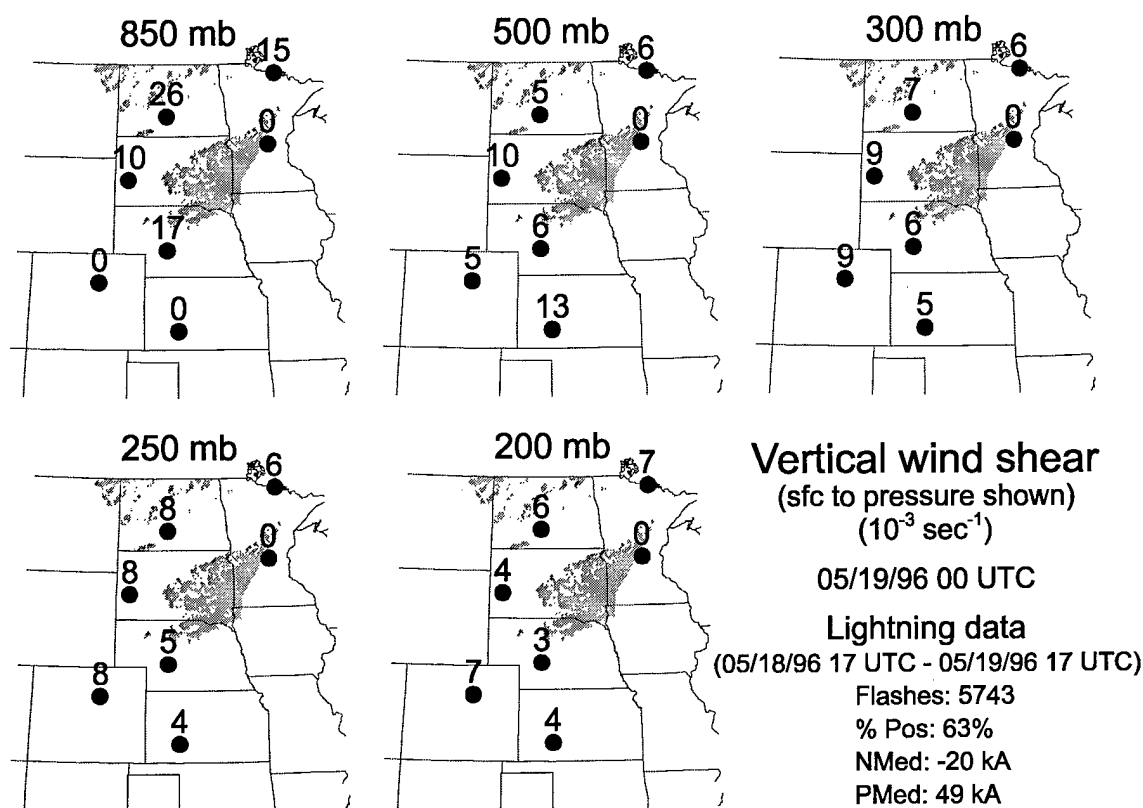 850 mb
15
26
0
10
17
0
0
500 mb
6
5
0
10
6
5
13
300 mb
6
7
0
9
6
9
5
250 mb
6
8
0
8
5
8
4
200 mb
7
6
0
4
3
7
4
Vertical wind shear
(sfc to pressure shown)
(10⁻³ sec⁻¹)
05/19/96 00 UTC
Lightning data
(05/18/96 17 UTC - 05/19/96 17 UTC)
Flashes: 5743
% Pos: 63%
NMed: -20 kA
PMed: 49 kA